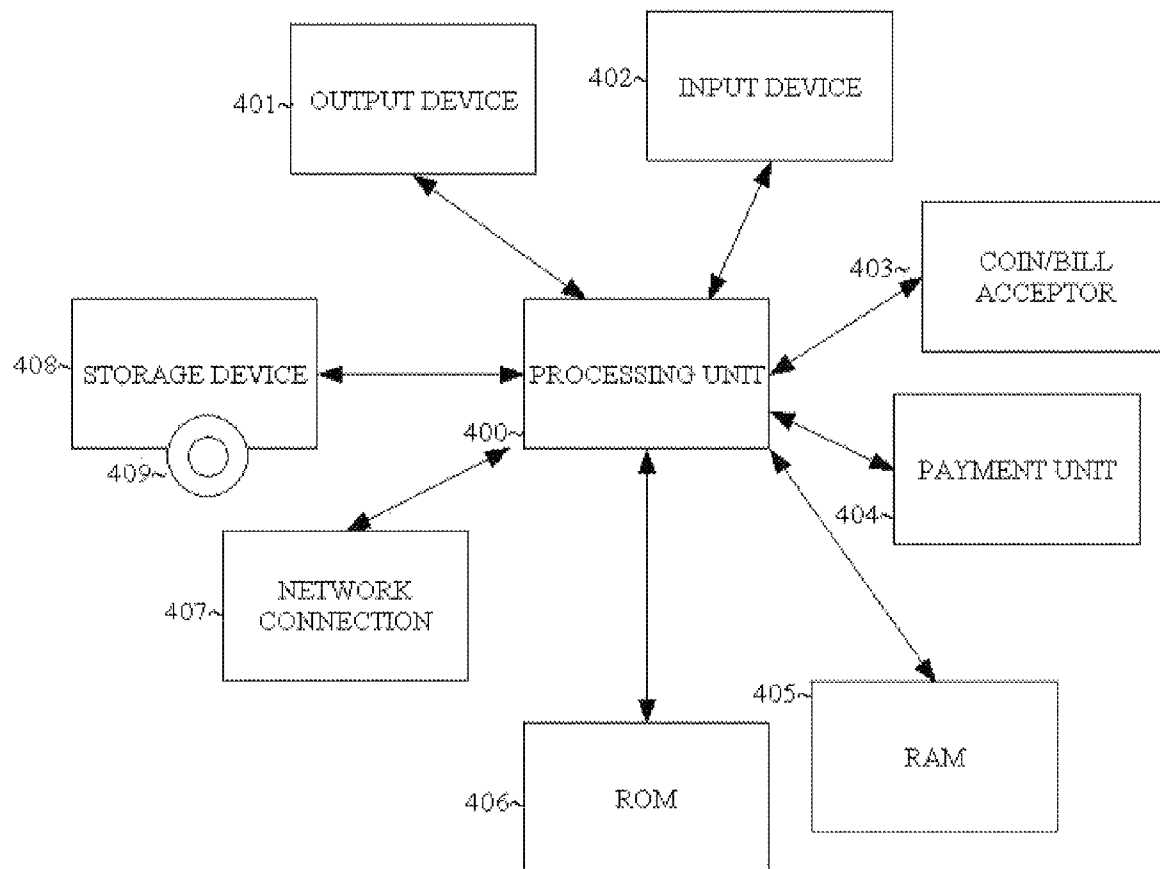 401~ OUTPUT DEVICE
402~ INPUT DEVICE
403~ COIN/BILL
ACCEPTOR
408~ STORAGE DEVICE
409~
PROCESSING UNIT
400~
PAYMENT UNIT
404~
407~ NETWORK
CONNECTION
405~ RAM
406~ ROM